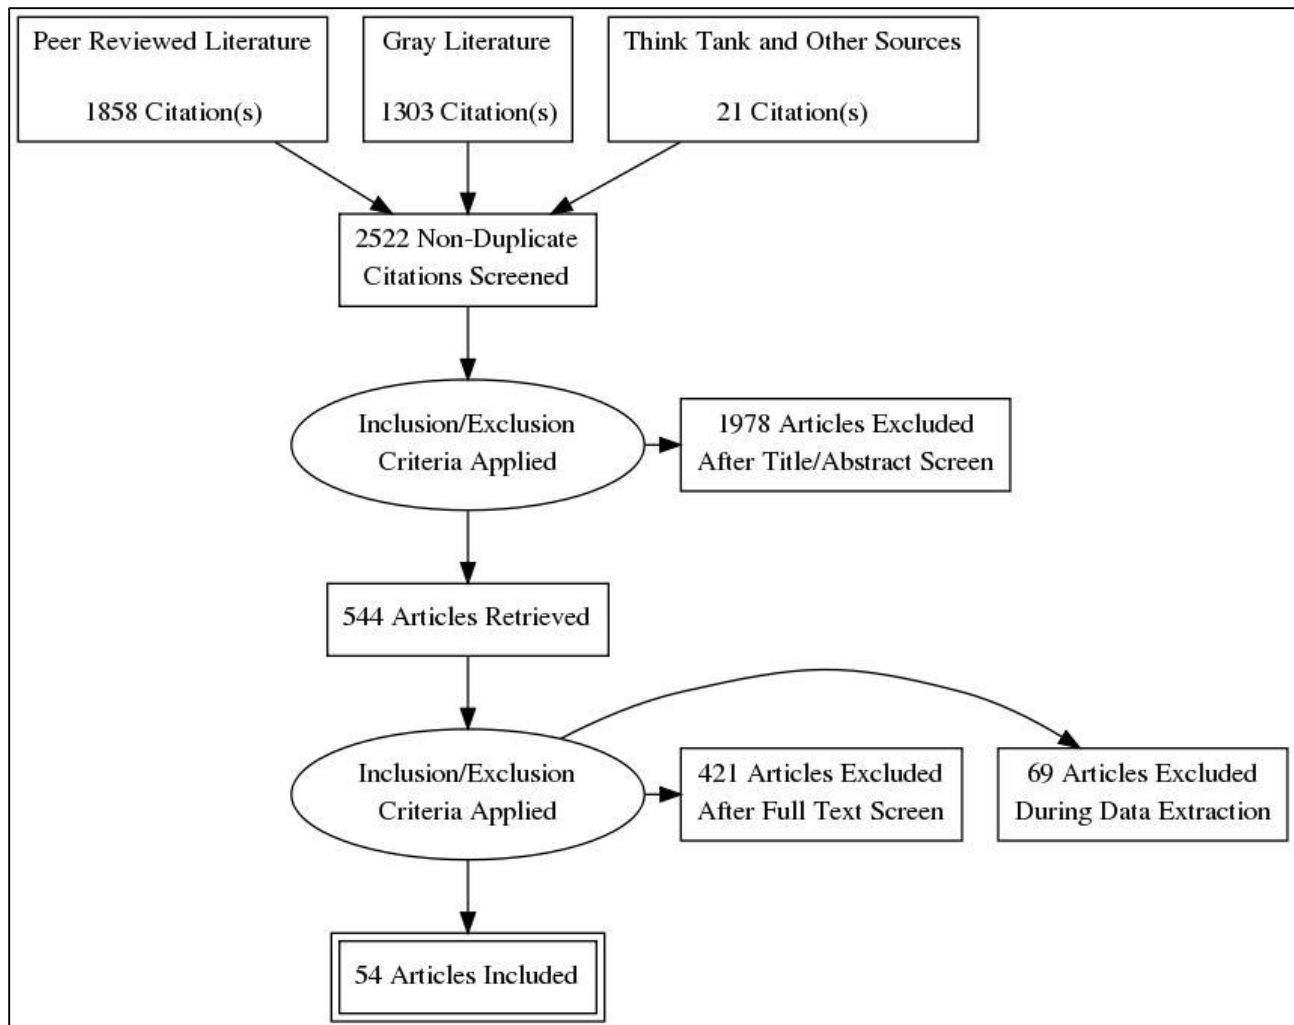 Peer Reviewed Literature
1858 Citation(s)
Gray Literature
1303 Citation(s)
Think Tank and Other Sources
21 Citation(s)
2522 Non-Duplicate
Citations Screened
Inclusion/Exclusion
Criteria Applied
1978 Articles Excluded
After Title/Abstract Screen
544 Articles Retrieved
Inclusion/Exclusion
Criteria Applied
421 Articles Excluded
After Full Text Screen
69 Articles Excluded
During Data Extraction
54 Articles Included